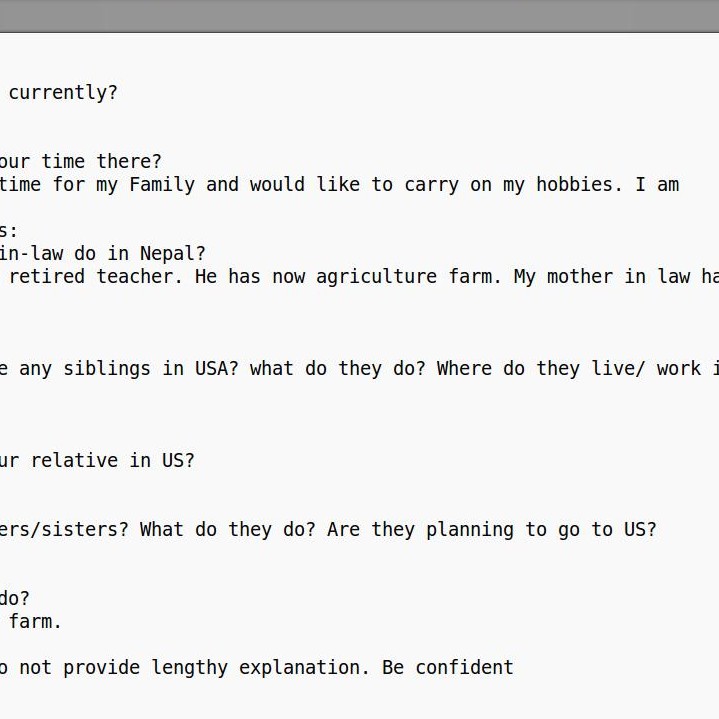 currently?
our time there?
time for my Family and would like to carry on my hobbies. I am
s:
in-law do in Nepal?
retired teacher. He has now agriculture farm. My mother in law ha
e any siblings in USA? what do they do? Where do they live/ work i
ur relative in US?
ers/sisters? What do they do? Are they planning to go to US?
do?
farm.
o not provide lengthy explanation. Be confident